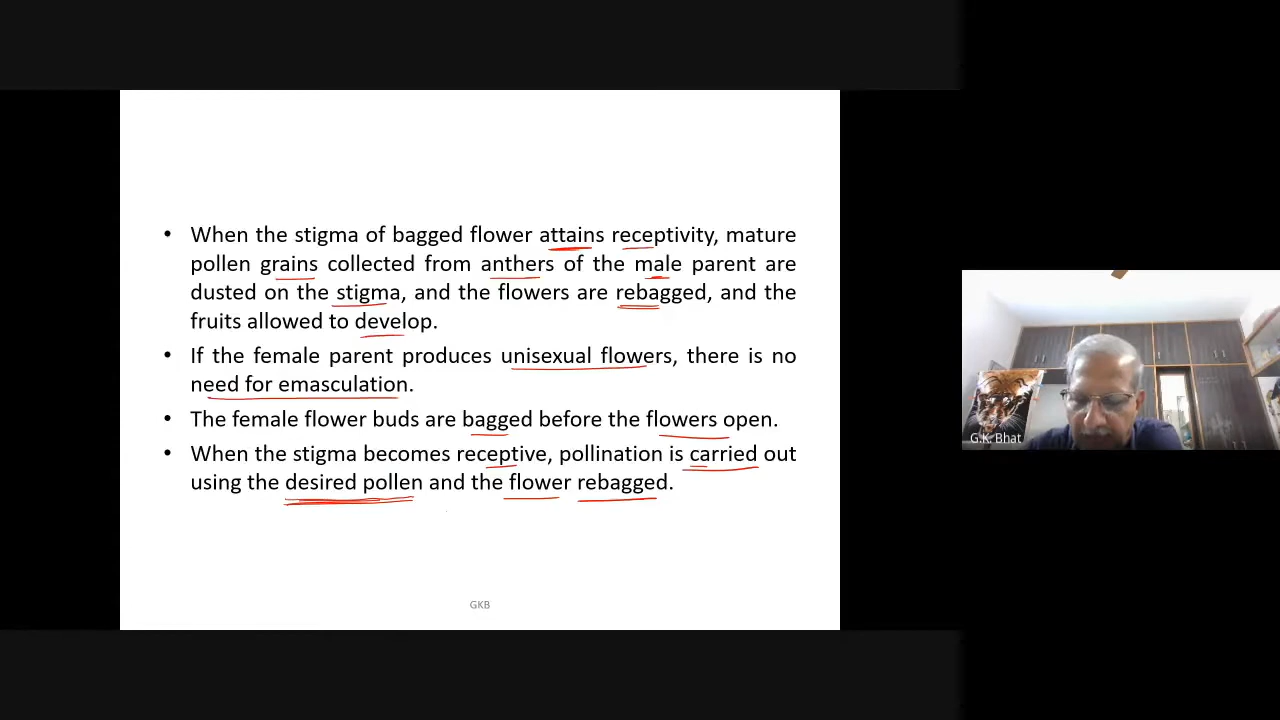 • When the stigma of bagged flower attains receptivity, mature
pollen grains collected from anthers of the male parent are
dusted on the stigma, and the flowers are rebagged, and the
fruits allowed to develop.
• If the female parent produces unisexual flowers, there is no
need for emasculation.
• The female flower buds are bagged before the flowers open.
• When the stigma becomes receptive, pollination is carried out
using the desired pollen and the flower rebagged.
GKB
G.K. Bhat